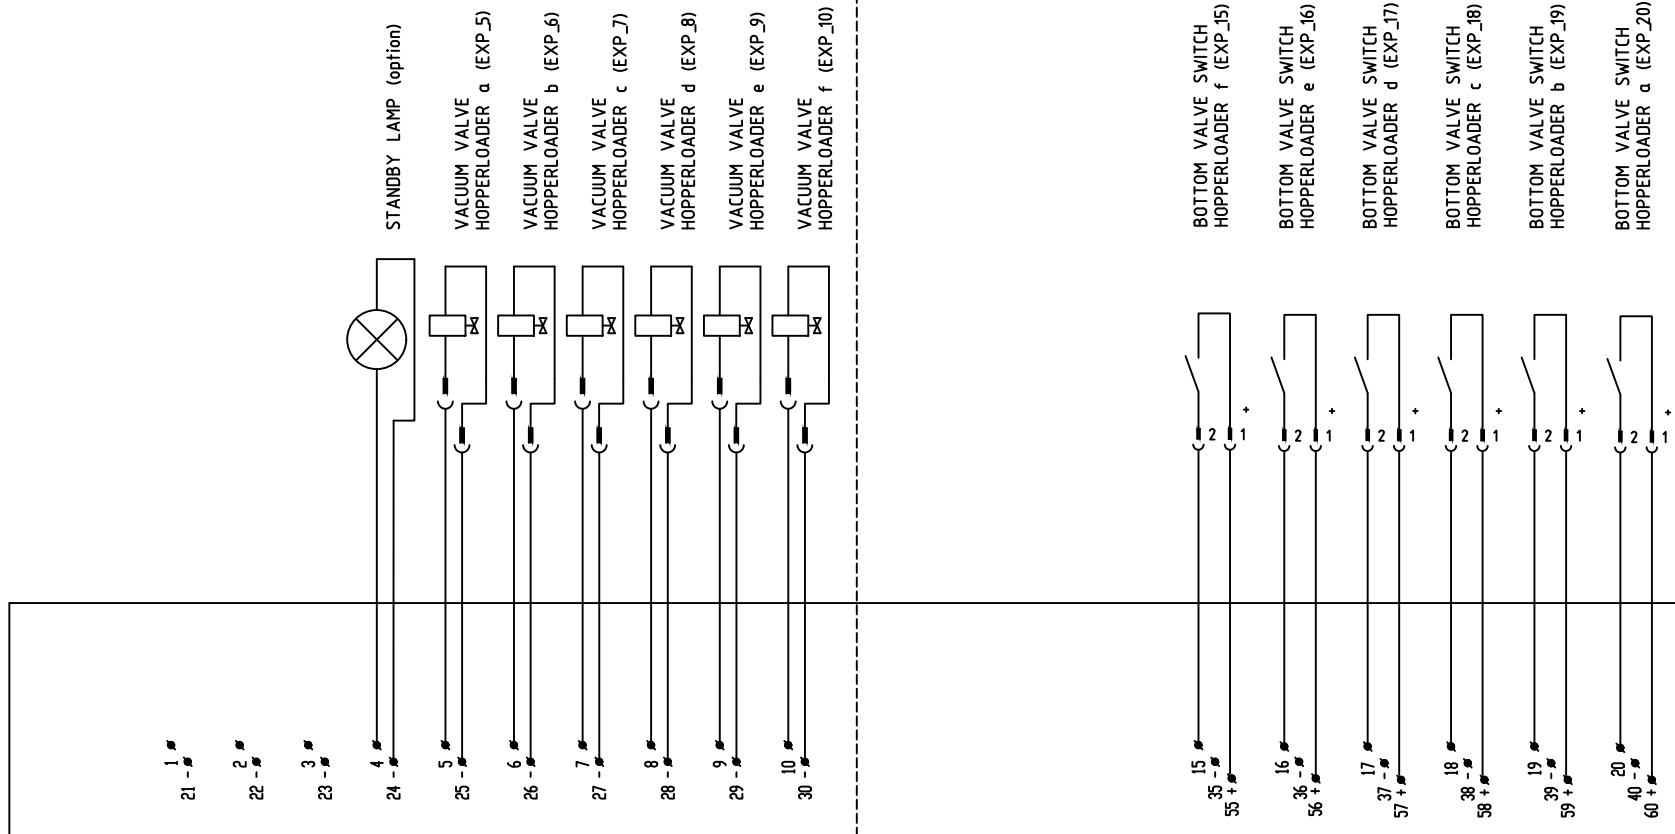 STANDBY LAMP (option)
VACUUM VALVE
HOPPERLOADER a (EXP_5)
VACUUM VALVE
HOPPERLOADER b (EXP_6)
VACUUM VALVE
HOPPERLOADER c (EXP_7)
VACUUM VALVE
HOPPERLOADER d (EXP_8)
VACUUM VALVE
HOPPERLOADER e (EXP_9)
VACUUM VALVE
HOPPERLOADER f (EXP_10)
BOTTOM VALVE SWITCH
HOPPERLOADER f (EXP_15)
BOTTOM VALVE SWITCH
HOPPERLOADER e (EXP_16)
BOTTOM VALVE SWITCH
HOPPERLOADER d (EXP_17)
BOTTOM VALVE SWITCH
HOPPERLOADER c (EXP_18)
BOTTOM VALVE SWITCH
HOPPERLOADER b (EXP_19)
BOTTOM VALVE SWITCH
HOPPERLOADER a (EXP_20)
2 1 +
2 1 +
2 1 +
2 1 +
2 1 +
2 1 +
1
21 -
2
22 -
3
23 -
4
24 -
5
25 -
6
26 -
7
27 -
8
28 -
9
29 -
10
30 -
15
35 -
55 +
16
36 -
56 +
17
37 -
57 +
18
38 -
58 +
19
39 -
59 +
20
40 -
60 +